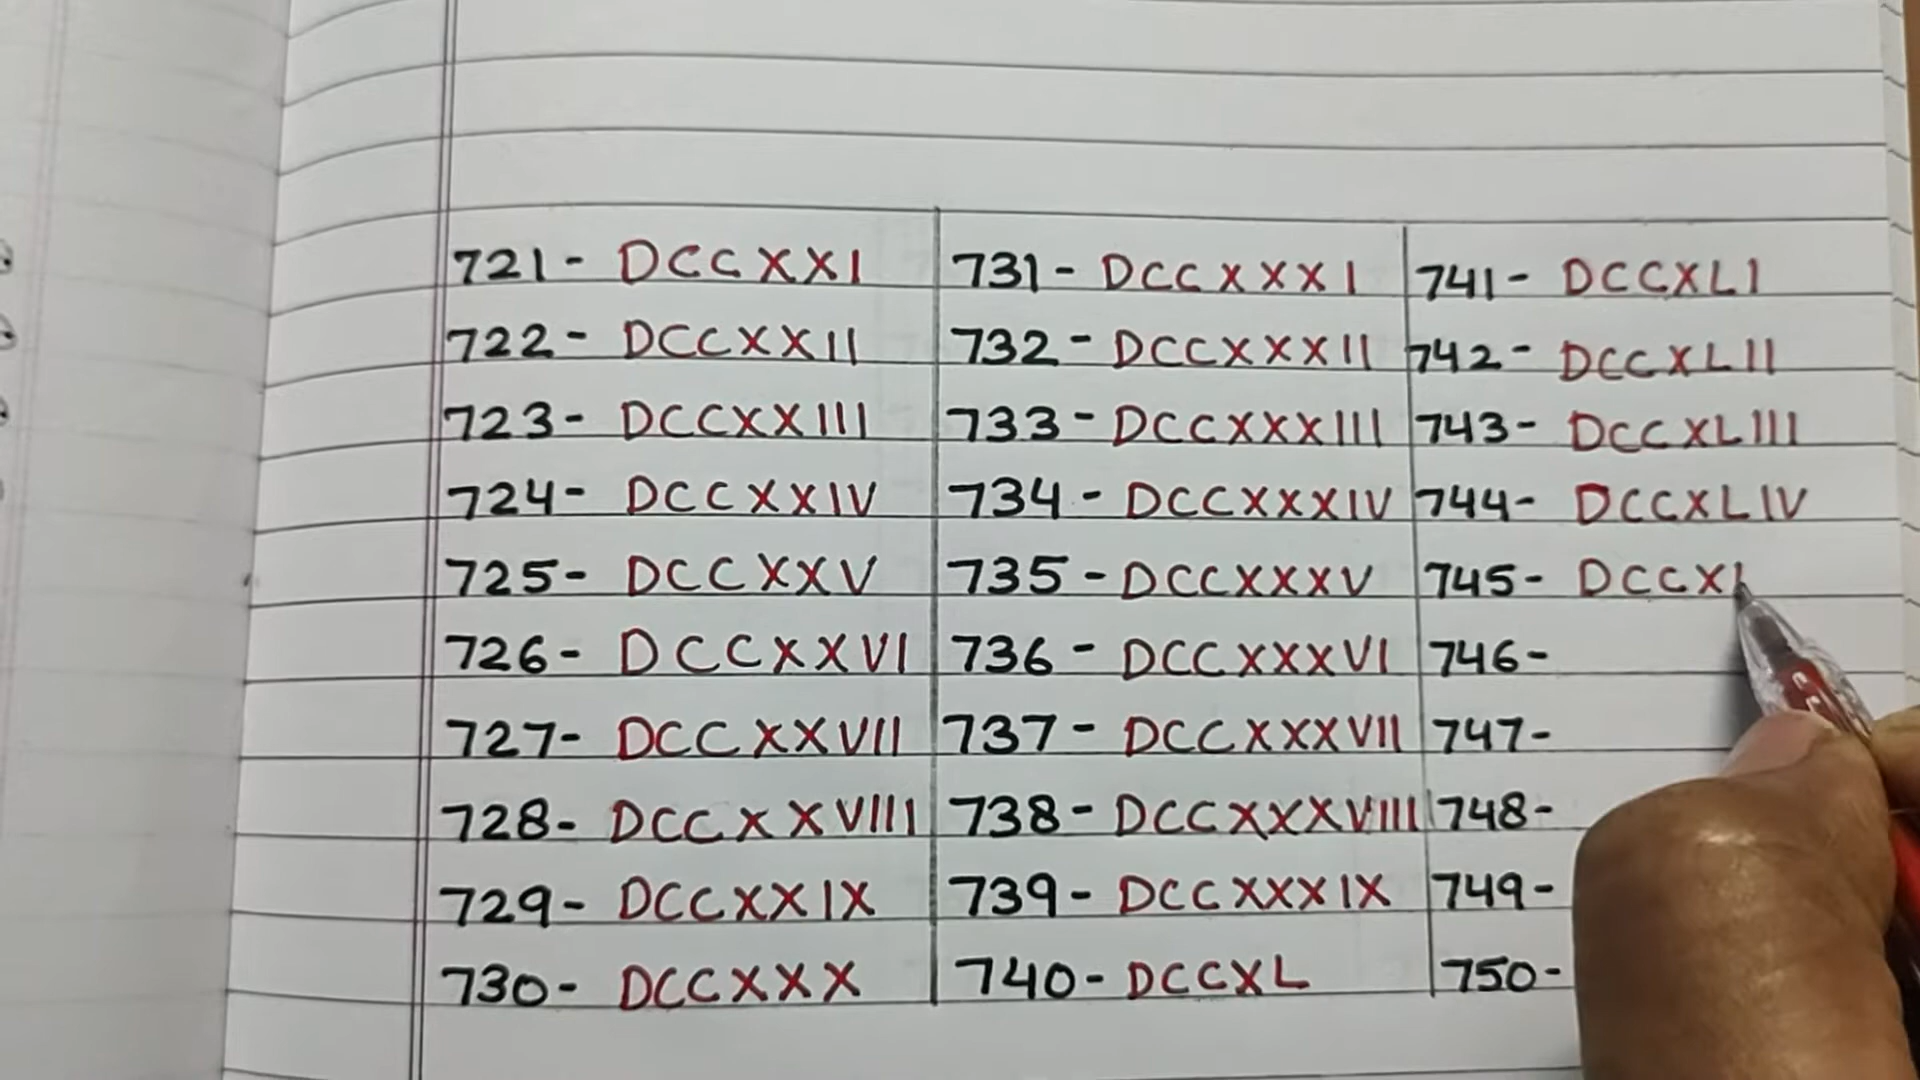 721- DCCXXI
722- DCCXXII
723- DCCXXIII
724- DCCXXIV
725- DCCXXV
726- DCCXXVI
727- DCCXXVII
728- DCCXXVIII
729- DCCXXIX
730- DCCXXX
731- DCCXXXI
732- DCCXXXII
733- DCCXXXIII
734- DCCXXXIV
735- DCCXXXV
736- DCCXXXVI
737- DCCXXXVII
738- DCCXXXVIII
739- DCCXXXIX
740- DCCXL
741- DCCXLI
742- DCCXLII
743- DCCXLIII
744- DCCXLIV
745- DCCX
746-
747-
748-
749-
750-